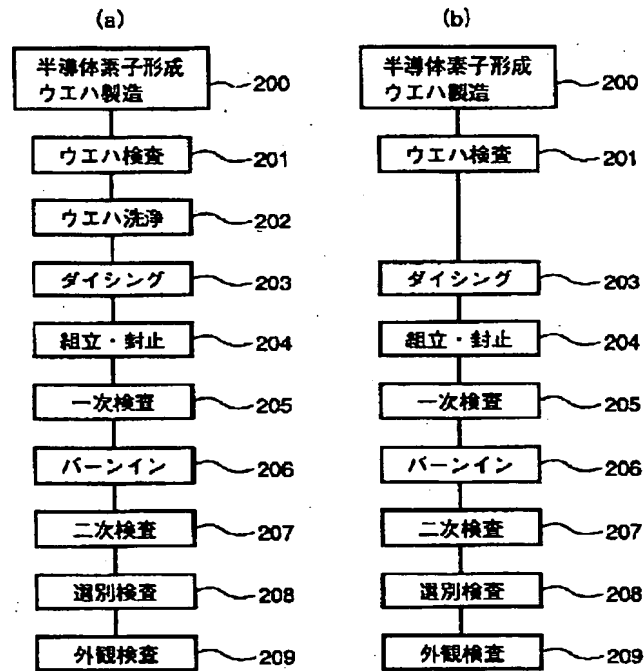 (a)
半導体素子形成
ウエハ製造
200
ウエハ検査
201
ウエハ洗浄
202
ダイシング
203
組立・封止
204
一次検査
205
バーンイン
206
二次検査
207
選別検査
208
外観検査
209
(b)
半導体素子形成
ウエハ製造
200
ウエハ検査
201
ダイシング
203
組立・封止
204
一次検査
205
バーンイン
206
二次検査
207
選別検査
208
外観検査
209